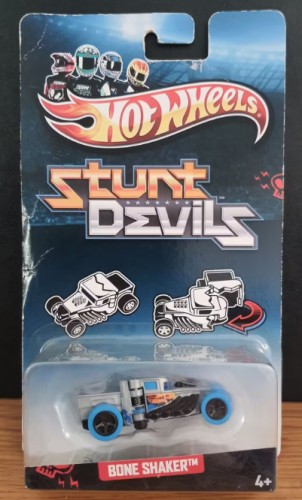 HOT WHEELS
Stunt
DEVILS
BONE SHAKER™
4+